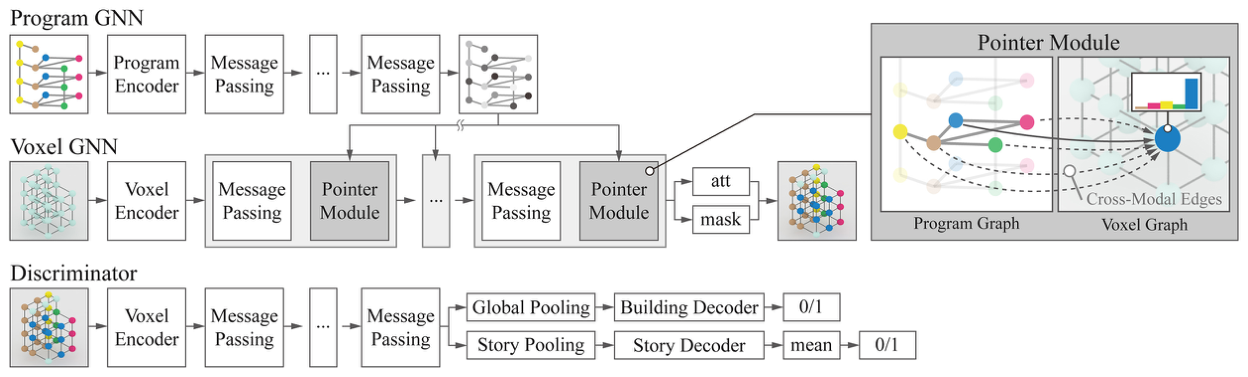 Program GNN
Program
Encoder
Message
Passing
...
Message
Passing
Voxel GNN
Voxel
Encoder
Message
Passing
Pointer
Module
...
Message
Passing
Pointer
Module
att
mask
Pointer Module
Cross-Modal Edges
Program Graph
Voxel Graph
Discriminator
Voxel
Encoder
Message
Passing
...
Message
Passing
Global Pooling
Building Decoder
0/1
Story Pooling
Story Decoder
mean
0/1